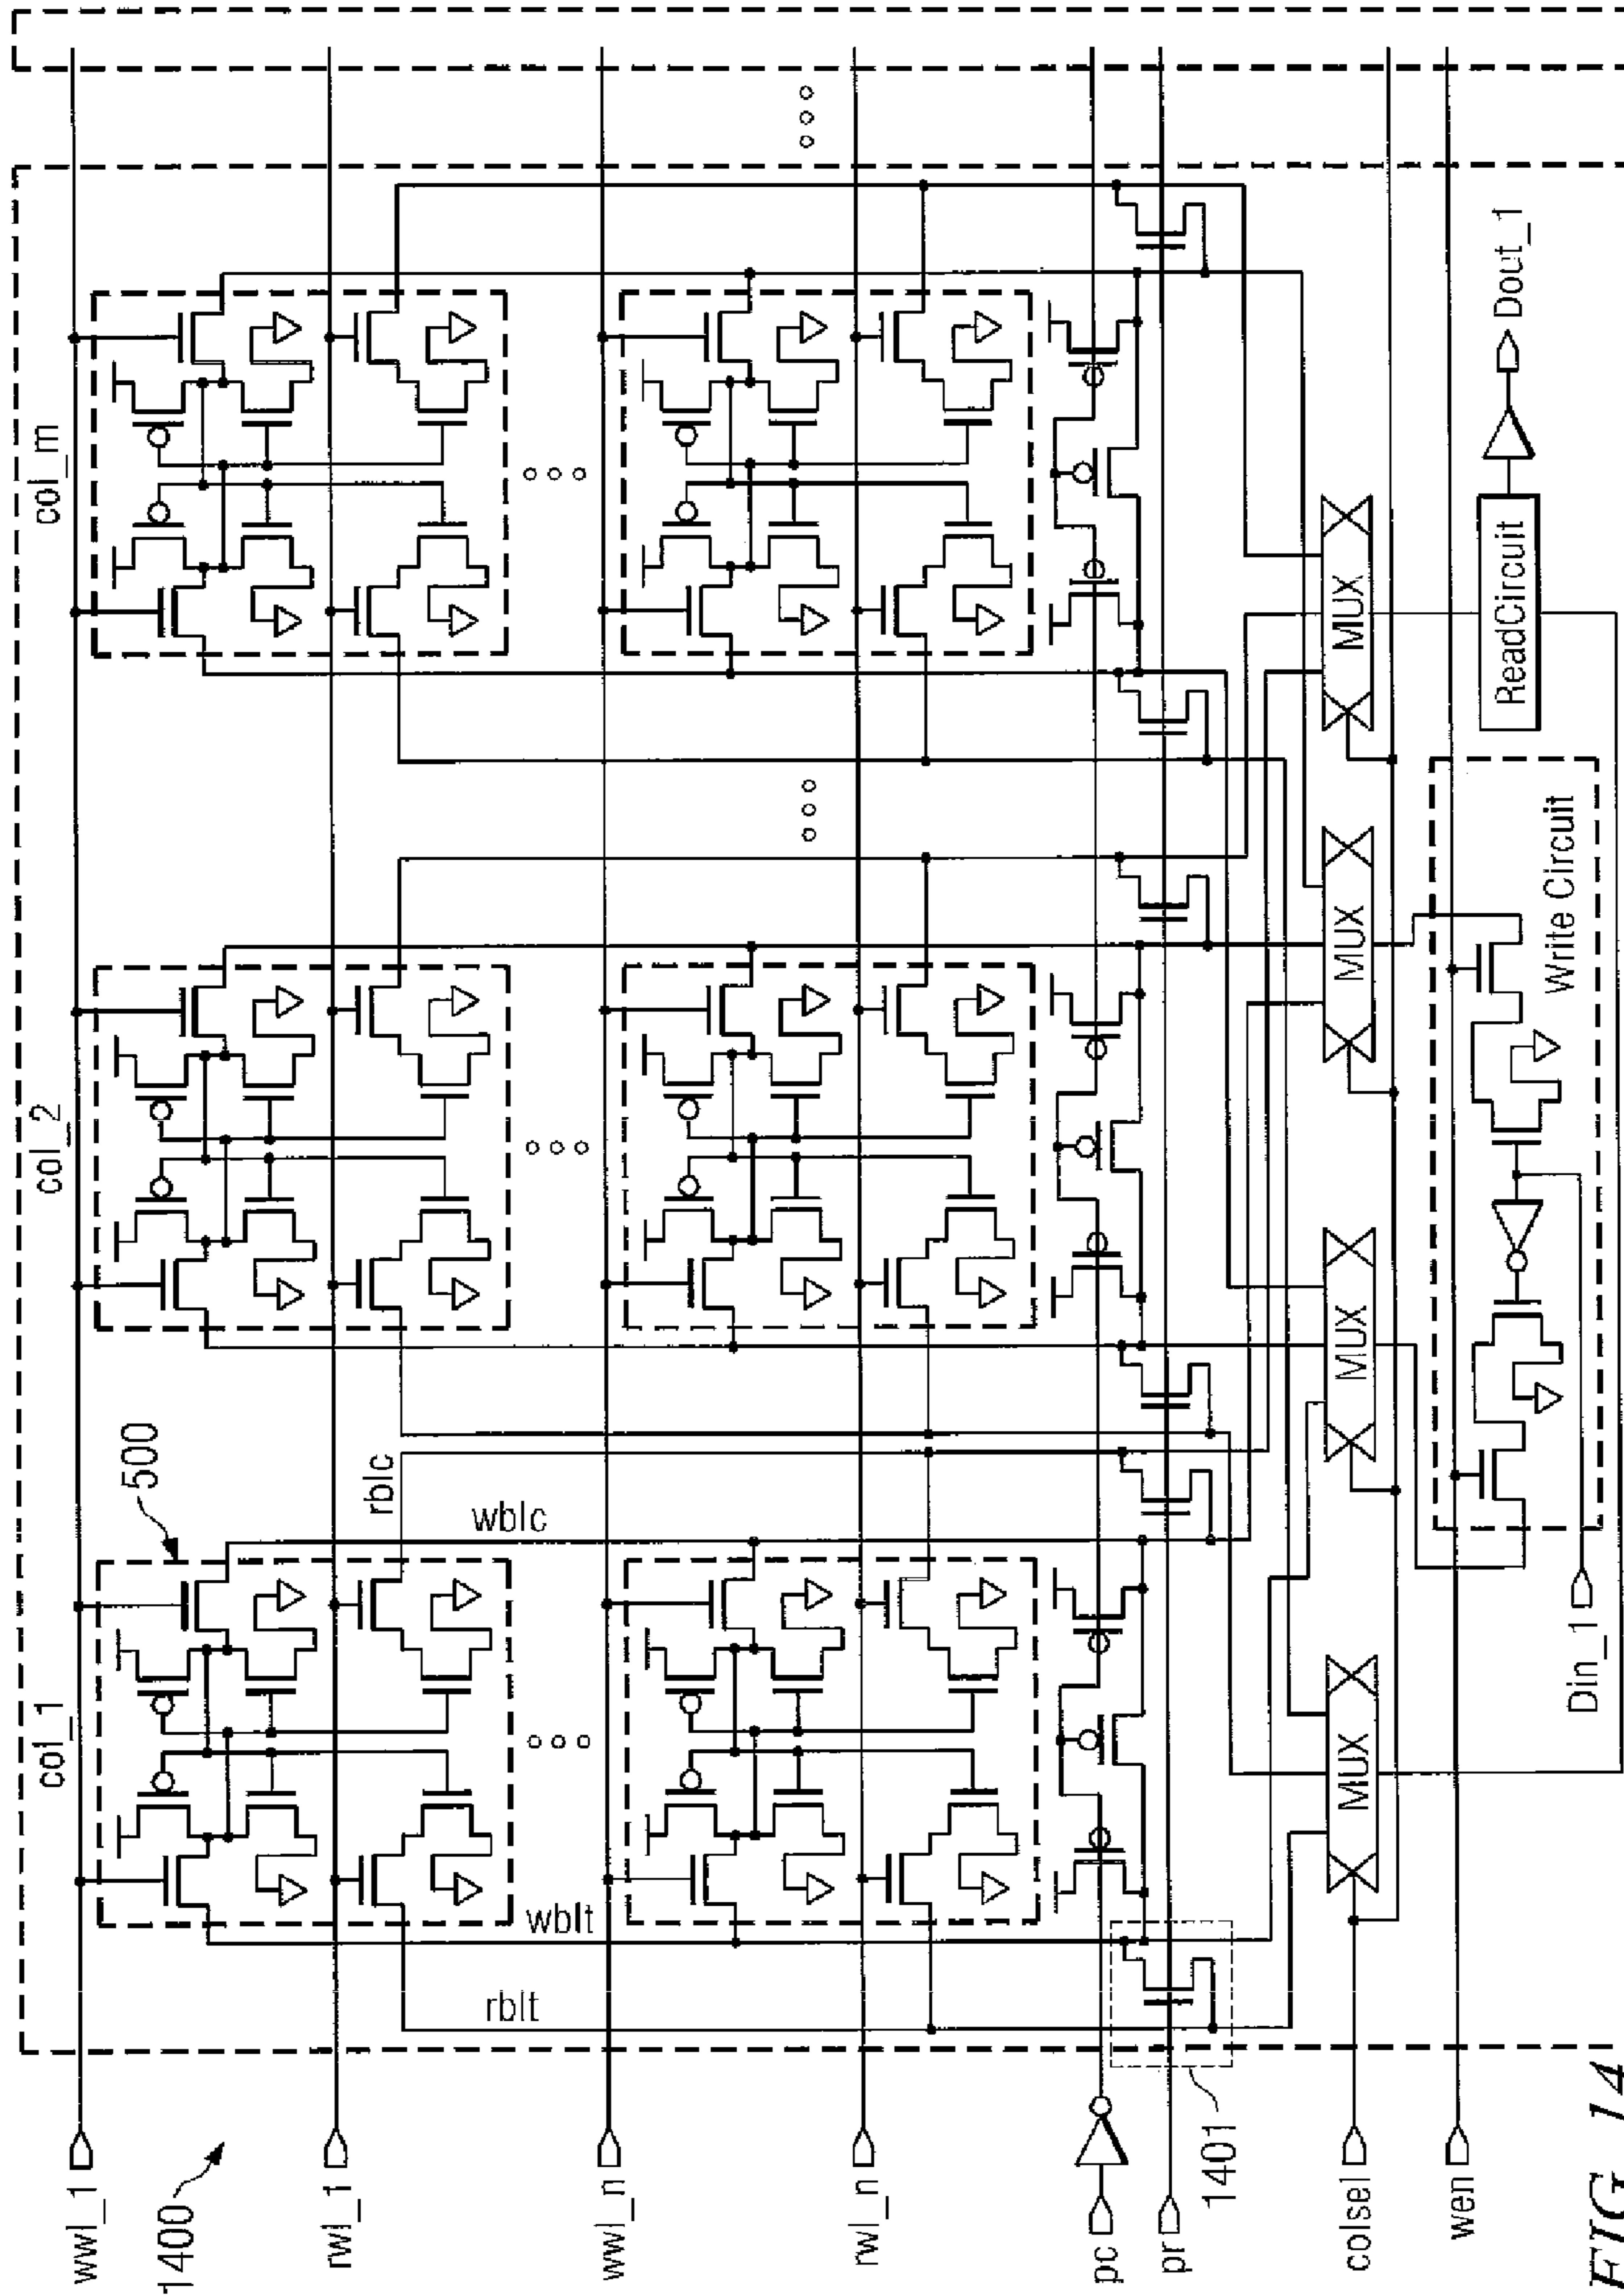 col_1
col_2
col_m
wwl_1
500
1400
rwl_1
rblc
wblc
wblt
rblt
wwl_n
rwl_n
pc
pr
1401
colsel
MUX
MUX
MUX
MUX
wen
Write Circuit
ReadCircuit
Dout_1
Din_1
FIG. 14